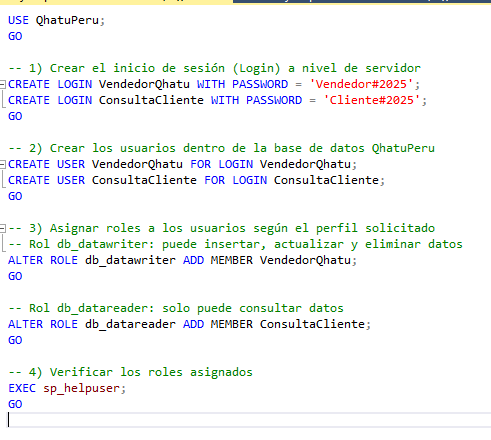 USE QhatuPeru;
GO
-- 1) Crear el inicio de sesión (Login) a nivel de servidor
CREATE LOGIN VendedorQhatu WITH PASSWORD = 'Vendedor#2025';
CREATE LOGIN ConsultaCliente WITH PASSWORD = 'Cliente#2025';
GO
-- 2) Crear los usuarios dentro de la base de datos QhatuPeru
CREATE USER VendedorQhatu FOR LOGIN VendedorQhatu;
CREATE USER ConsultaCliente FOR LOGIN ConsultaCliente;
GO
-- 3) Asignar roles a los usuarios según el perfil solicitado
-- Rol db_datawriter: puede insertar, actualizar y eliminar datos
ALTER ROLE db_datawriter ADD MEMBER VendedorQhatu;
GO
-- Rol db_datareader: solo puede consultar datos
ALTER ROLE db_datareader ADD MEMBER ConsultaCliente;
GO
-- 4) Verificar los roles asignados
EXEC sp_helpuser;
GO